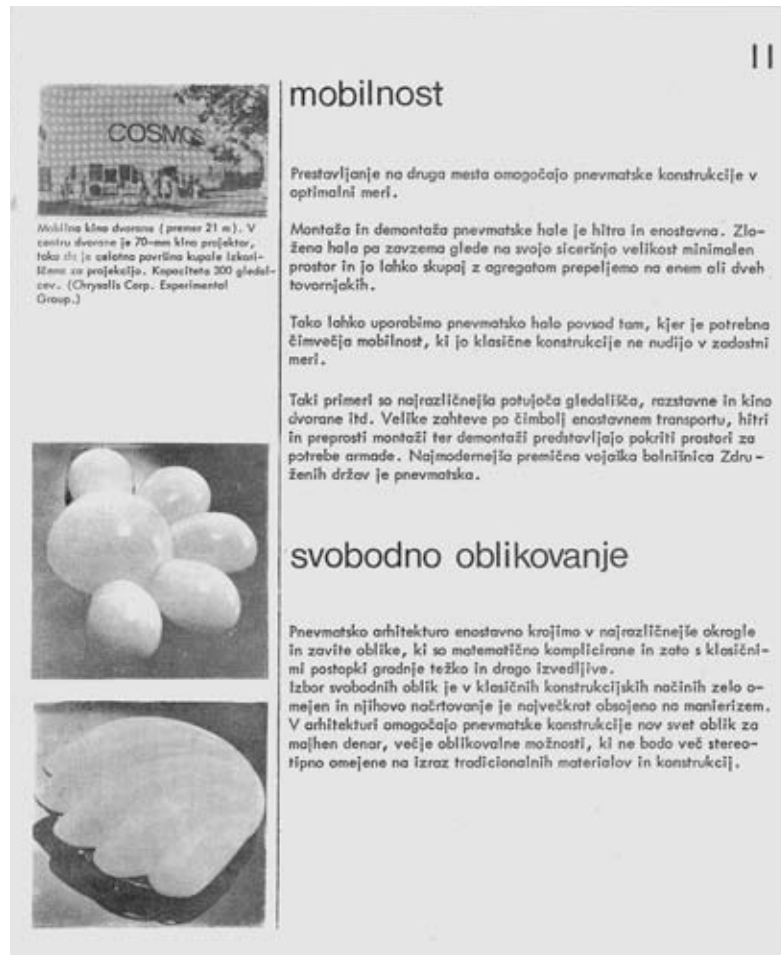 11
COSMOS
Mobilna kino dvorana ( premer 21 m ). V
centru dvorane je 70-mm kino projektor,
tako da je celotna površina kupole izkori-
ščena za projekcijo. Kapaciteta 300 gledal-
cev. (Chrysalis Corp. Experimental
Group.)
mobilnost
Prestavljanje na druga mesta omogočajo pnevmatske konstrukcije v
optimalni meri.
Montaža in demontaža pnevmatske hale je hitra in enostavna. Zlo-
žena hala pa zavzema glede na svojo siceršnjo velikost minimalen
prostor in jo lahko skupaj z agregatom prepeljemo na enem ali dveh
tovornjakih.
Tako lahko uporabimo pnevmatsko halo povsod tam, kjer je potrebna
čimvečja mobilnost, ki jo klasične konstrukcije ne nudijo v zadostni
meri.
Taki primeri so najrazličnejša potujoča gledališča, razstavne in kino
dvorane itd. Velike zahteve po čimbolj enostavnem transportu, hitri
in preprosti montaži ter demontaži predstavljajo pokriti prostori za
potrebe armade. Najmodernejša premična vojaška bolnišnica Zdru-
ženih držav je pnevmatska.
svobodno oblikovanje
Pnevmatsko arhitekturo enostavno krojimo v najrazličnejše okrogle
in zavite oblike, ki so matematično komplicirane in zato s klasični-
mi postopki gradnje težko in drago izvedljive.
Izbor svobodnih oblik je v klasičnih konstrukcijskih načinih zelo o-
mejen in njihovo načrtovanje je največkrat obsojeno na manierizem.
V arhitekturi omogočajo pnevmatske konstrukcije nov svet oblik za
majhen denar, večje oblikovalne možnosti, ki ne bodo več stereo-
tipno omejene na izraz tradicionalnih materialov in konstrukcij.